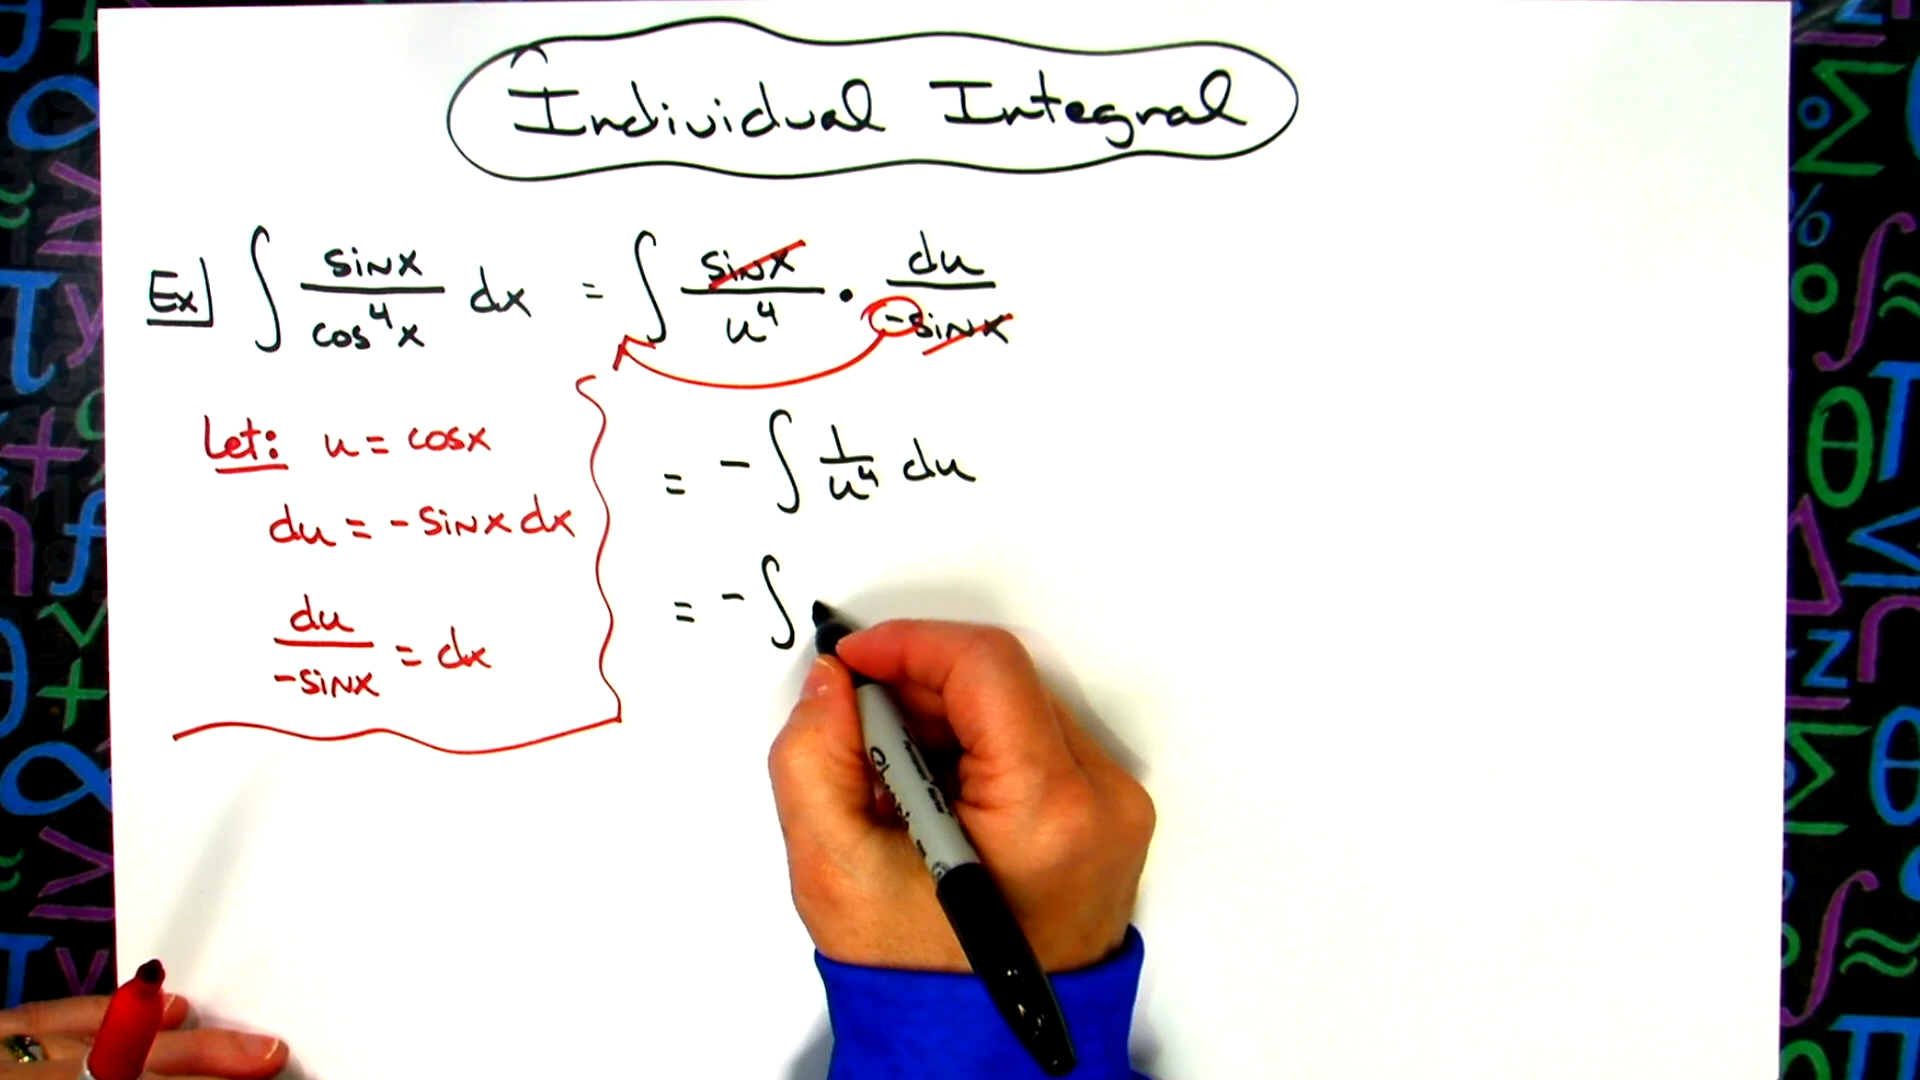 Individual Integral
Ex] ∫ sinx/cos⁴x dx = ∫ sinx/u⁴ · du/-sinx
Let: u = cosx
du = -sinx dx
du/-sinx = dx
= -∫ 1/u⁴ du
= -∫